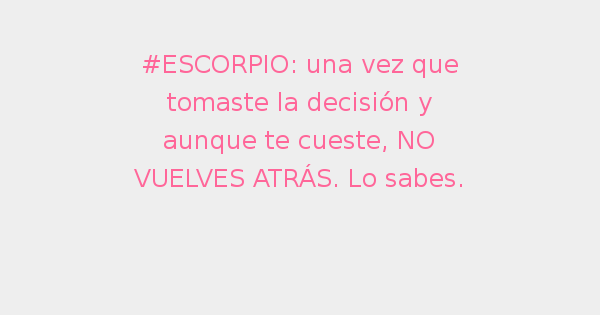 #ESCORPIO: una vez que
tomaste la decisión y
aunque te cueste, NO
VUELVES ATRÁS. Lo sabes.